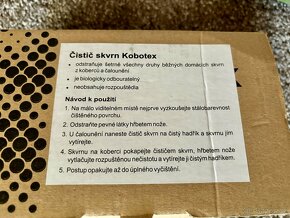 Čistič skvrn Kobotex
• odstraňuje šetrně všechny druhy běžných domácích skvrn
z koberců a čalounění
• je biologicky odbouratelný
• neobsahuje rozpouštědla
Návod k použití
1. Na málo viditelném místě nejprve vyzkoušejte stálobarevnost
čištěného povrchu.
2. Odstraňte pevné látky hřbetem nože.
3. U čalounění naneste čistič skvrn na čistý hadřík a skvrnu jím
vytírejte.
4. Skvrnu na koberci pokapejte čističem skvrn, hřbetem nože
vytlačujte rozpuštěnou nečistotu a vytírejte ji čistým
hadříkem.
5. Postup opakujte až do úplného vyčištění.